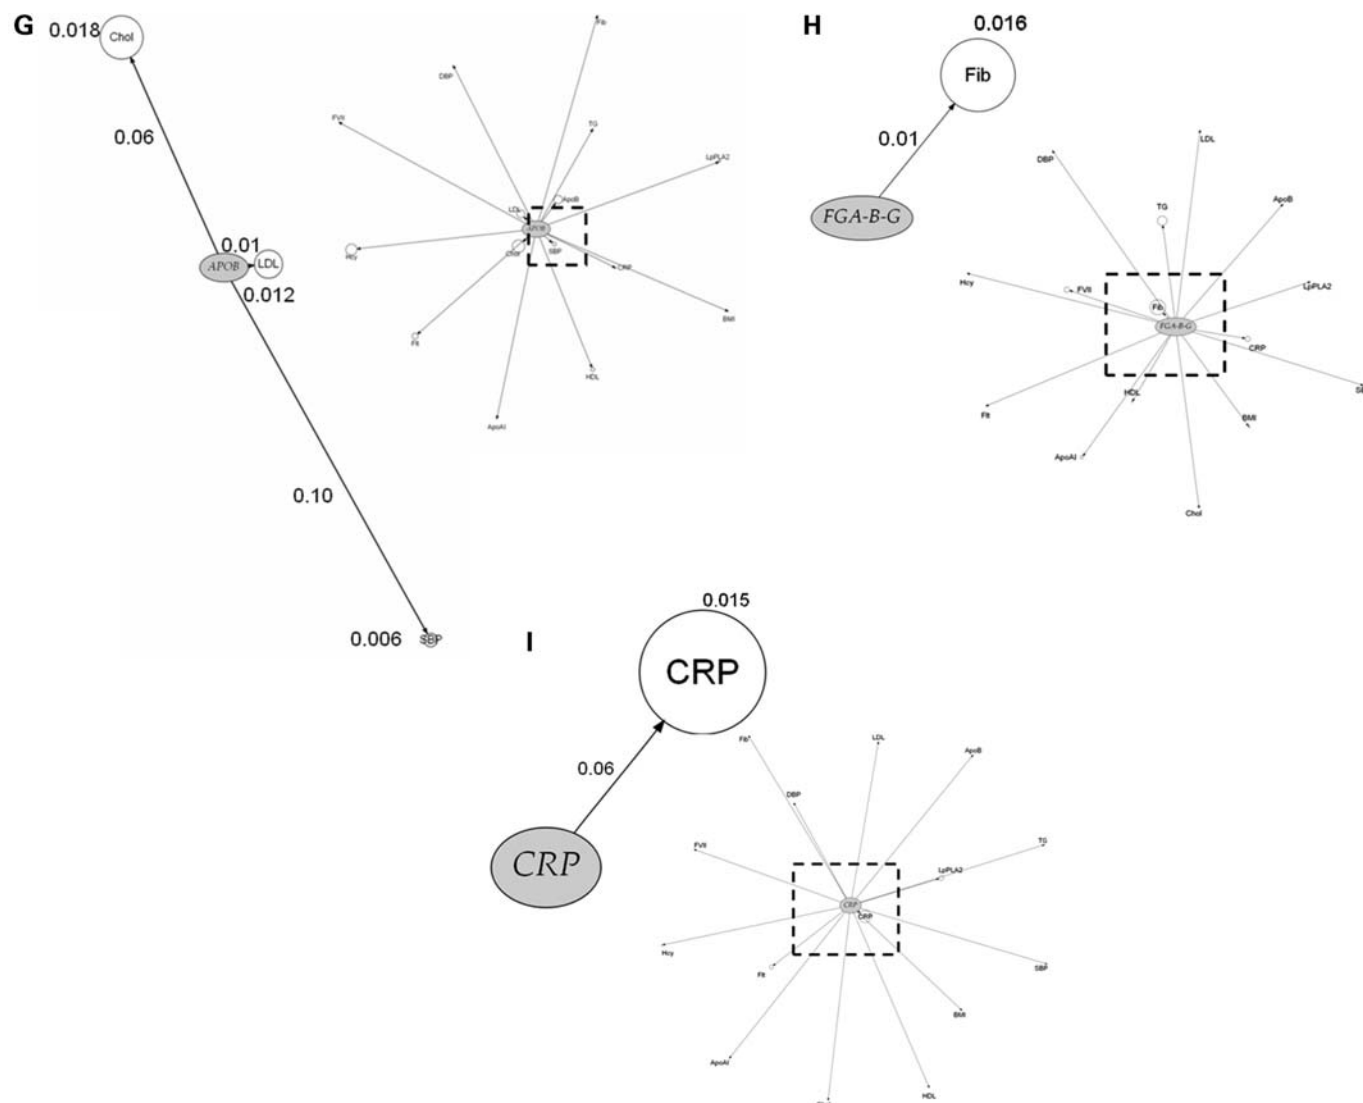 G
0.018
Chol
0.06
0.01
APOB
LDL
0.012
0.10
0.006
SBP
Fib
DBP
FVII
TG
LpPLA2
ApoB
LDL
APOB
Hcy
Chol
SBP
CRP
Flt
BMI
HDL
ApoAI
H
0.016
Fib
0.01
FGA-B-G
LDL
DBP
TG
ApoB
Hcy
FVII
LpPLA2
Fib
FGA-B-G
CRP
HDL
Flt
BMI
ApoAI
Chol
I
0.015
CRP
0.06
CRP
Fib
LDL
ApoB
DBP
TG
FVII
LpPLA2
CRP
CRP
Hcy
Flt
SBP
BMI
ApoAI
HDL